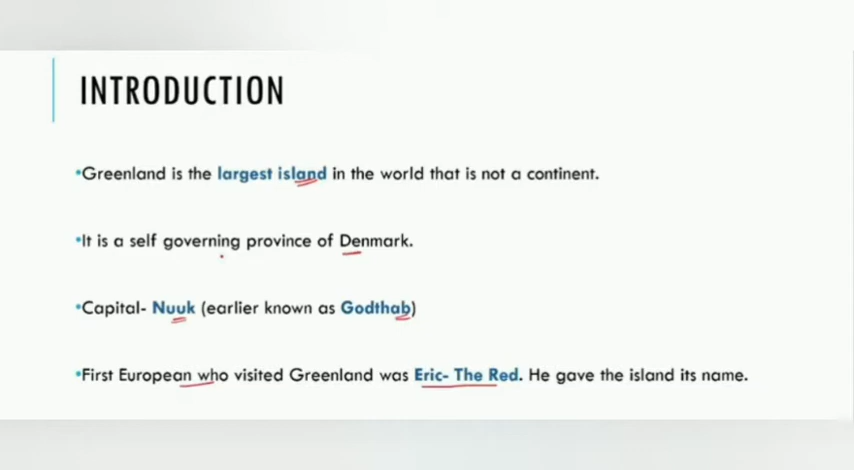 INTRODUCTION
•Greenland is the largest island in the world that is not a continent.
•It is a self governing province of Denmark.
•Capital- Nuuk (earlier known as Godthab)
•First European who visited Greenland was Eric- The Red. He gave the island its name.